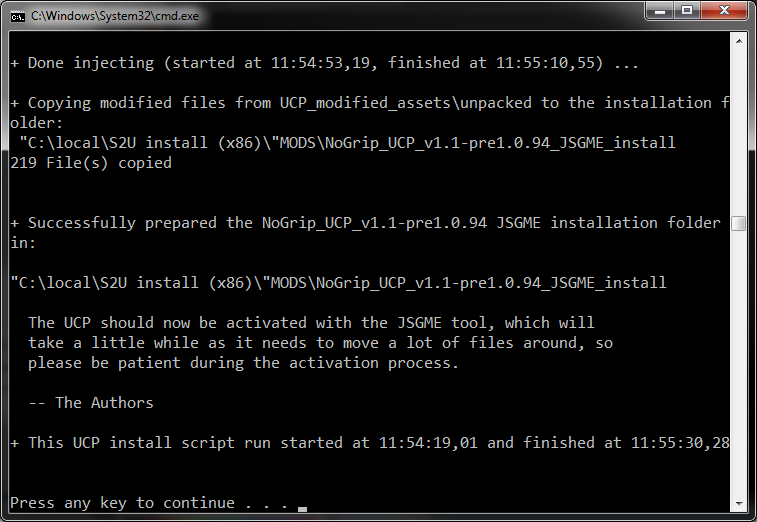 C:\Windows\System32\cmd.exe
+ Done injecting (started at 11:54:53,19, finished at 11:55:10,55) ...
+ Copying modified files from UCP_modified_assets\unpacked to the installation f
older:
"C:\local\S2U install (x86)\"MODS\NoGrip_UCP_v1.1-pre1.0.94_JSGME_install
219 File(s) copied
+ Successfully prepared the NoGrip_UCP_v1.1-pre1.0.94 JSGME installation folder
in:
"C:\local\S2U install (x86)\"MODS\NoGrip_UCP_v1.1-pre1.0.94_JSGME_install
The UCP should now be activated with the JSGME tool, which will
take a little while as it needs to move a lot of files around, so
please be patient during the activation process.
-- The Authors
+ This UCP install script run started at 11:54:19,01 and finished at 11:55:30,28
Press any key to continue . . .